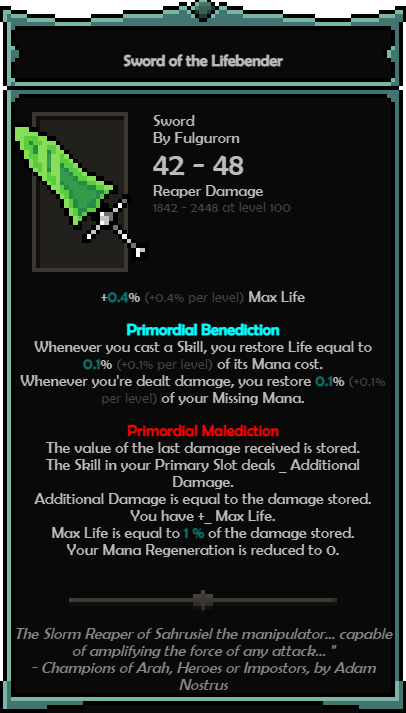 Sword of the Lifebender
Sword
By Fulgurorn
42 - 48
Reaper Damage
1842 - 2448 at level 100
+0.4% (+0.4% per level) Max Life
Primordial Benediction
Whenever you cast a Skill, you restore Life equal to
0.1% (+0.1% per level) of its Mana cost.
Whenever you're dealt damage, you restore 0.1% (+0.1%
per level) of your Missing Mana.
Primordial Malediction
The value of the last damage received is stored.
The Skill in your Primary Slot deals _ Additional
Damage.
Additional Damage is equal to the damage stored.
You have +_ Max Life.
Max Life is equal to 1 % of the damage stored.
Your Mana Regeneration is reduced to 0.
The Slorm Reaper of Sahrusiel the manipulator... capable
of amplifying the force of any attack... "
- Champions of Arah, Heroes or Impostors, by Adam
Nostrus